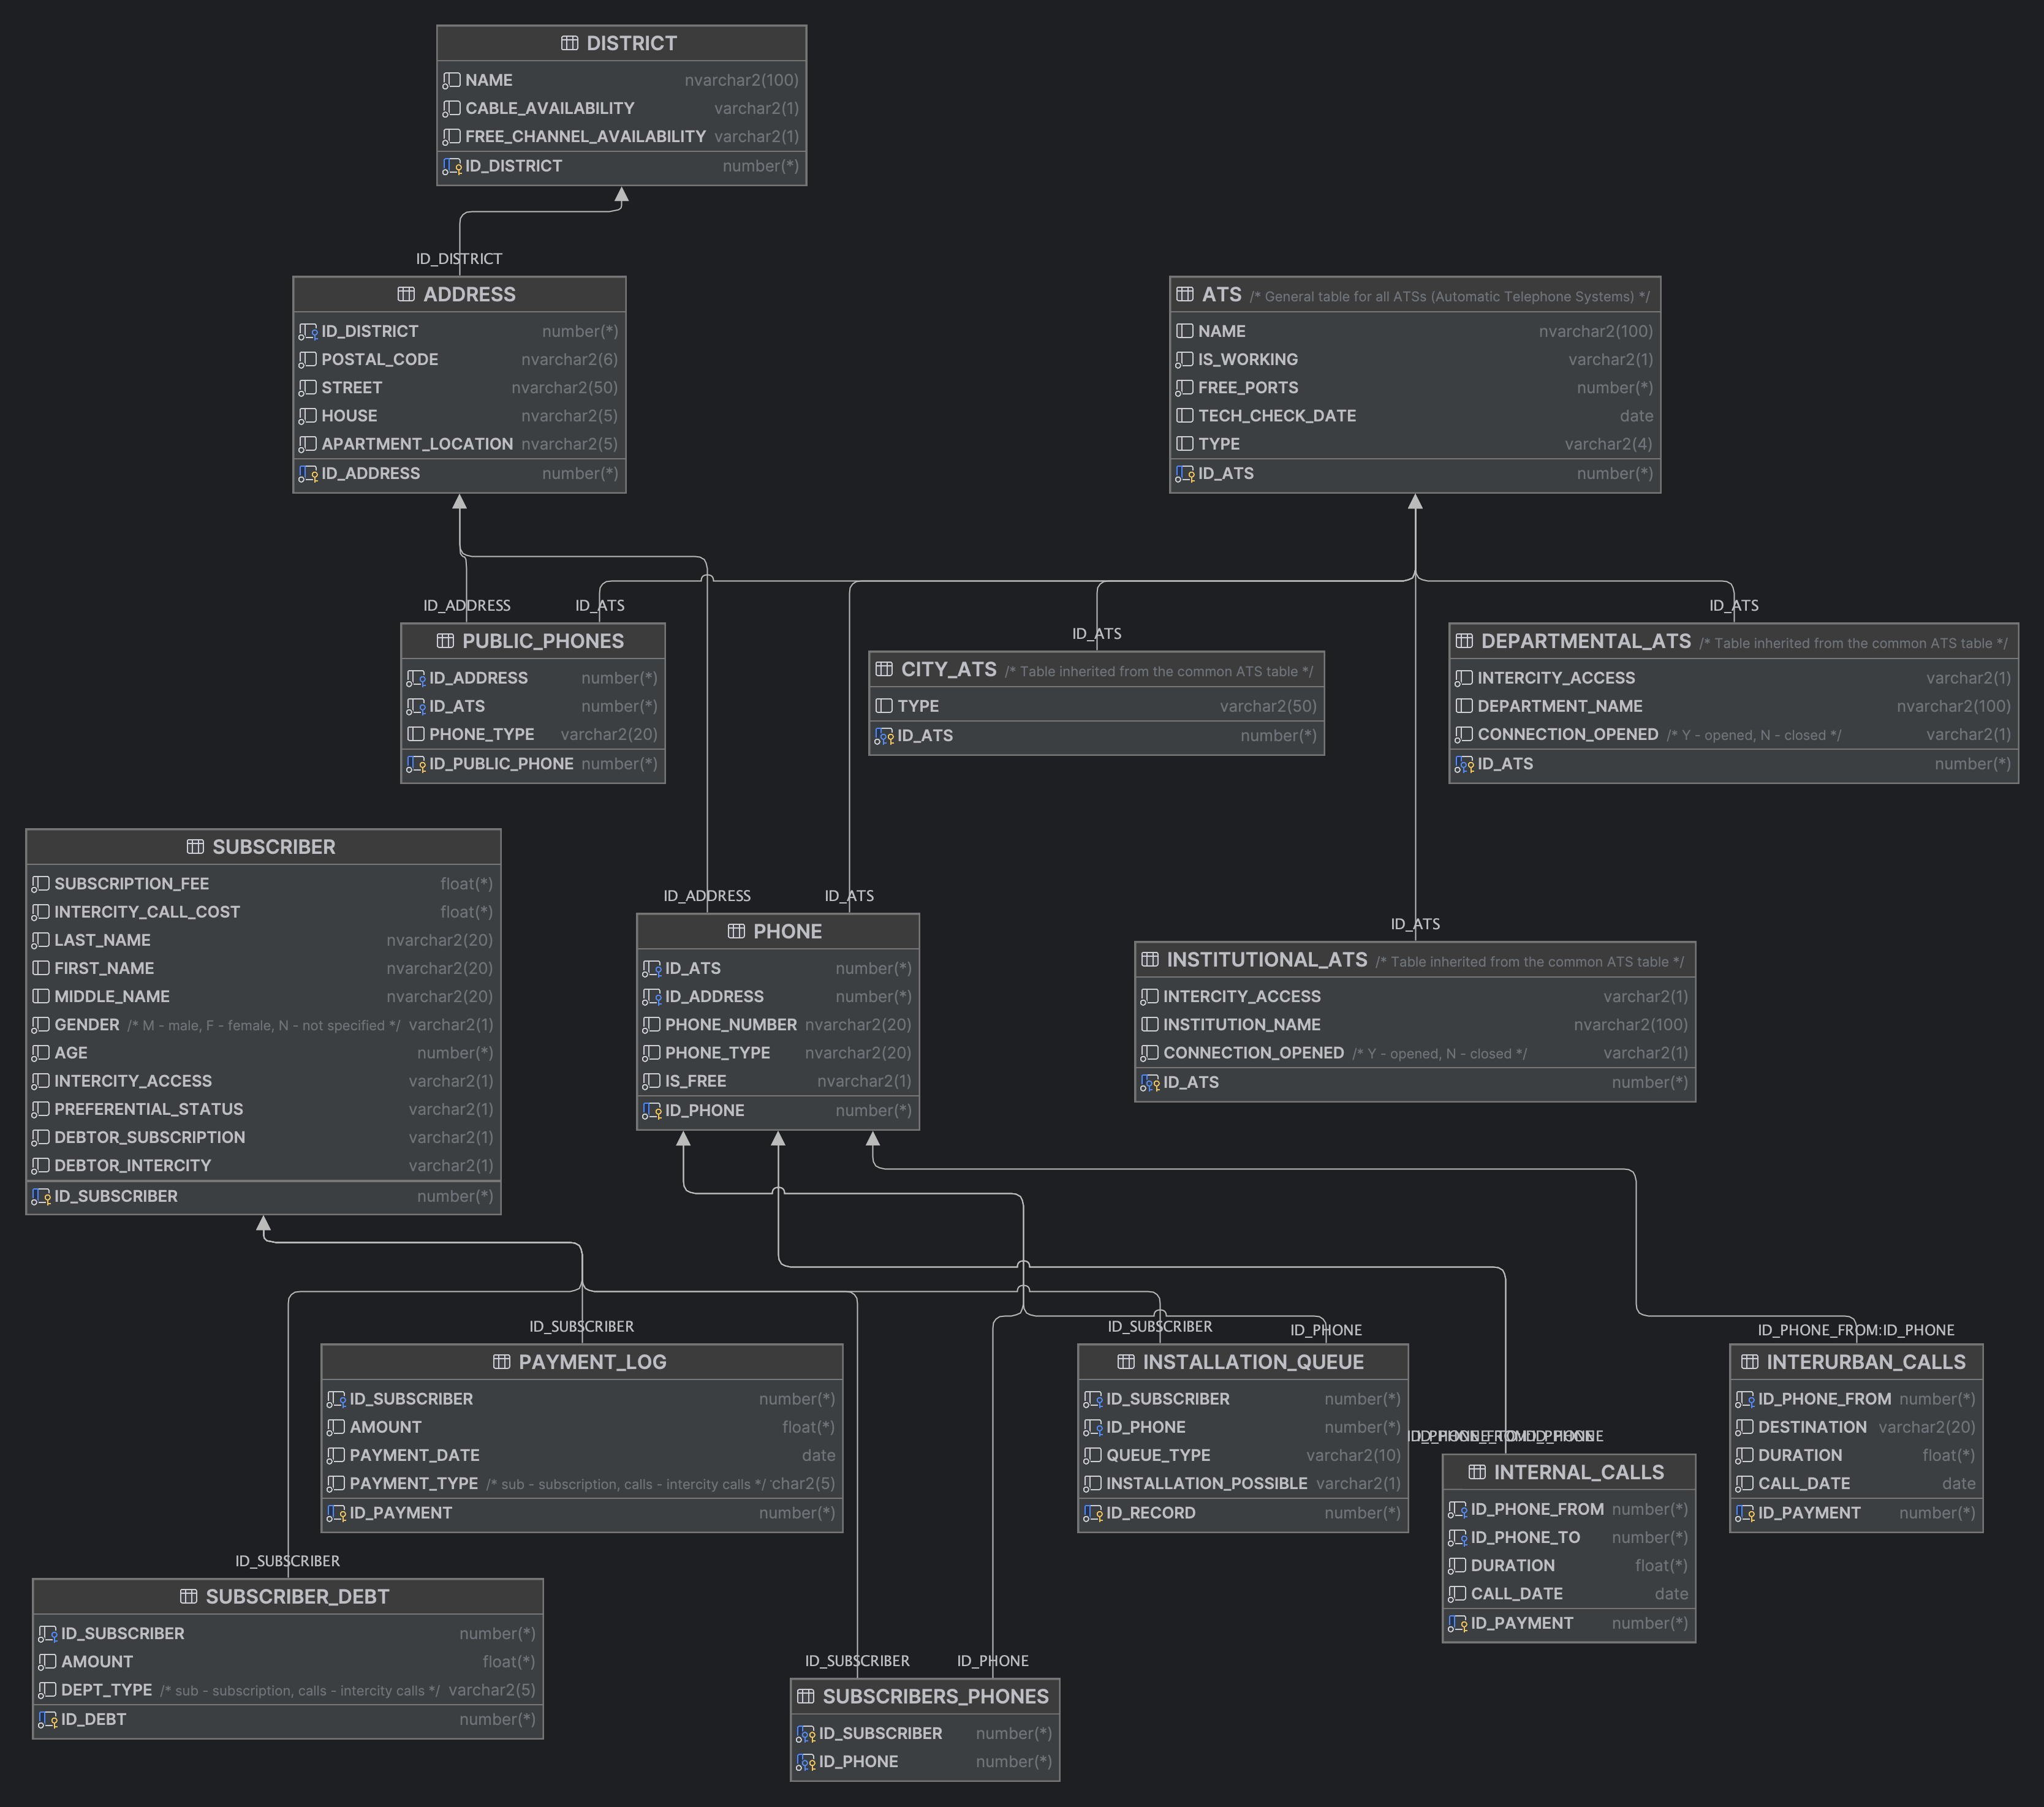 DISTRICT
NAME nvarchar2(100)
CABLE_AVAILABILITY varchar2(1)
FREE_CHANNEL_AVAILABILITY varchar2(1)
ID_DISTRICT number(*)
ID_DISTRICT
ADDRESS
ID_DISTRICT number(*)
POSTAL_CODE nvarchar2(6)
STREET nvarchar2(50)
HOUSE nvarchar2(5)
APARTMENT_LOCATION nvarchar2(5)
ID_ADDRESS number(*)
ATS /* General table for all ATSs (Automatic Telephone Systems) */
NAME nvarchar2(100)
IS_WORKING varchar2(1)
FREE_PORTS number(*)
TECH_CHECK_DATE date
TYPE varchar2(4)
ID_ATS number(*)
ID_ADDRESS ID_ATS
PUBLIC_PHONES
ID_ADDRESS number(*)
ID_ATS number(*)
PHONE_TYPE varchar2(20)
ID_PUBLIC_PHONE number(*)
ID_ATS
CITY_ATS /* Table inherited from the common ATS table */
TYPE varchar2(50)
ID_ATS number(*)
ID_ATS
DEPARTMENTAL_ATS /* Table inherited from the common ATS table */
INTERCITY_ACCESS varchar2(1)
DEPARTMENT_NAME nvarchar2(100)
CONNECTION_OPENED /* Y - opened, N - closed */ varchar2(1)
ID_ATS number(*)
SUBSCRIBER
SUBSCRIPTION_FEE float(*)
INTERCITY_CALL_COST float(*)
LAST_NAME nvarchar2(20)
FIRST_NAME nvarchar2(20)
MIDDLE_NAME nvarchar2(20)
GENDER /* M - male, F - female, N - not specified */ varchar2(1)
AGE number(*)
INTERCITY_ACCESS varchar2(1)
PREFERENTIAL_STATUS varchar2(1)
DEBTOR_SUBSCRIPTION varchar2(1)
DEBTOR_INTERCITY varchar2(1)
ID_SUBSCRIBER number(*)
ID_ADDRESS ID_ATS
PHONE
ID_ATS number(*)
ID_ADDRESS number(*)
PHONE_NUMBER nvarchar2(20)
PHONE_TYPE nvarchar2(20)
IS_FREE nvarchar2(1)
ID_PHONE number(*)
ID_ATS
INSTITUTIONAL_ATS /* Table inherited from the common ATS table */
INTERCITY_ACCESS varchar2(1)
INSTITUTION_NAME nvarchar2(100)
CONNECTION_OPENED /* Y - opened, N - closed */ varchar2(1)
ID_ATS number(*)
ID_SUBSCRIBER
PAYMENT_LOG
ID_SUBSCRIBER number(*)
AMOUNT float(*)
PAYMENT_DATE date
PAYMENT_TYPE /* sub - subscription, calls - intercity calls */ char2(5)
ID_PAYMENT number(*)
ID_SUBSCRIBER ID_PHONE
INSTALLATION_QUEUE
ID_SUBSCRIBER number(*)
ID_PHONE number(*)
QUEUE_TYPE varchar2(10)
INSTALLATION_POSSIBLE varchar2(1)
ID_RECORD number(*)
ID_PHONE_FROM:ID_PHONE
INTERURBAN_CALLS
ID_PHONE_FROM number(*)
DESTINATION varchar2(20)
DURATION float(*)
CALL_DATE date
ID_PAYMENT number(*)
INTERNAL_CALLS
ID_PHONE_FROM number(*)
ID_PHONE_TO number(*)
DURATION float(*)
CALL_DATE date
ID_PAYMENT number(*)
ID_SUBSCRIBER
SUBSCRIBER_DEBT
ID_SUBSCRIBER number(*)
AMOUNT float(*)
DEPT_TYPE /* sub - subscription, calls - intercity calls */ varchar2(5)
ID_DEBT number(*)
ID_SUBSCRIBER ID_PHONE
SUBSCRIBERS_PHONES
ID_SUBSCRIBER number(*)
ID_PHONE number(*)